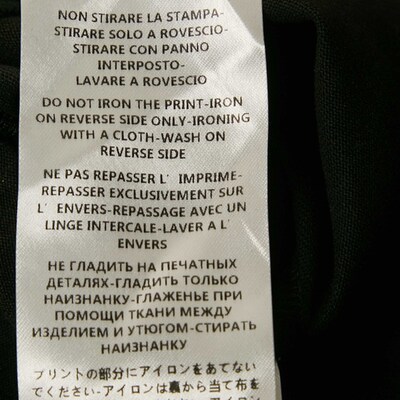 NON STIRARE LA STAMPA-
STIRARE SOLO A ROVESCIO-
STIRARE CON PANNO
INTERPOSTO-
LAVARE A ROVESCIO
DO NOT IRON THE PRINT-IRON
ON REVERSE SIDE ONLY-IRONING
WITH A CLOTH-WASH ON
REVERSE SIDE
NE PAS REPASSER L' IMPRIME-
REPASSER EXCLUSIVEMENT SUR
L' ENVERS-REPASSAGE AVEC UN
LINGE INTERCALE-LAVER A L'
ENVERS
НЕ ГЛАДИТЬ НА ПЕЧАТНЫХ
ДЕТАЛЯХ-ГЛАДИТЬ ТОЛЬКО
НАИЗНАНКУ-ГЛАЖЕНЬЕ ПРИ
ПОМОЩИ ТКАНИ МЕЖДУ
ИЗДЕЛИЕМ И УТЮГОМ-СТИРАТЬ
НАИЗНАНКУ
プリントの部分にアイロンをあてない
でください-アイロンは裏から当て布を